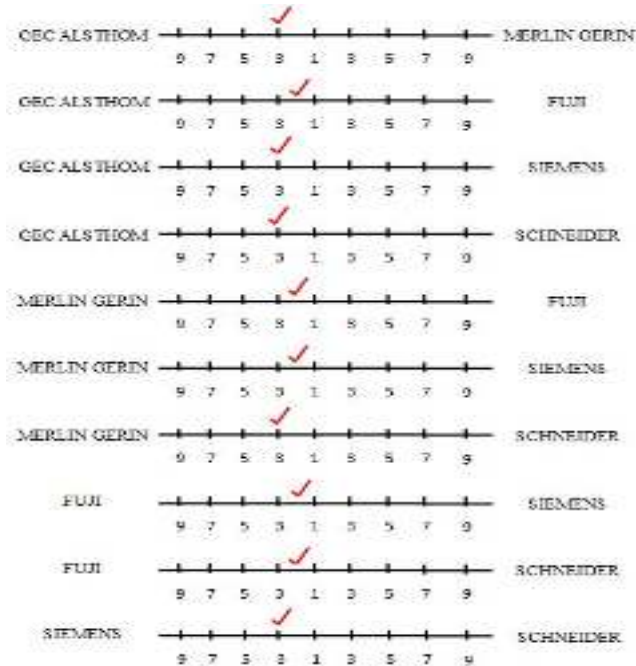 GEC ALSTHOM MERLIN GERIN
9 7 5 3 1 3 5 7 9
GEC ALSTHOM FUJI
9 7 5 3 1 3 5 7 9
GEC ALSTHOM SIEMENS
9 7 5 3 1 3 5 7 9
GEC ALSTHOM SCHNEIDER
9 7 5 3 1 3 5 7 9
MERLIN GERIN FUJI
9 7 5 3 1 3 5 7 9
MERLIN GERIN SIEMENS
9 7 5 3 1 3 5 7 9
MERLIN GERIN SCHNEIDER
9 7 5 3 1 3 5 7 9
FUJI SIEMENS
9 7 5 3 1 3 5 7 9
FUJI SCHNEIDER
9 7 5 3 1 3 5 7 9
SIEMENS SCHNEIDER
9 7 5 3 1 3 5 7 9